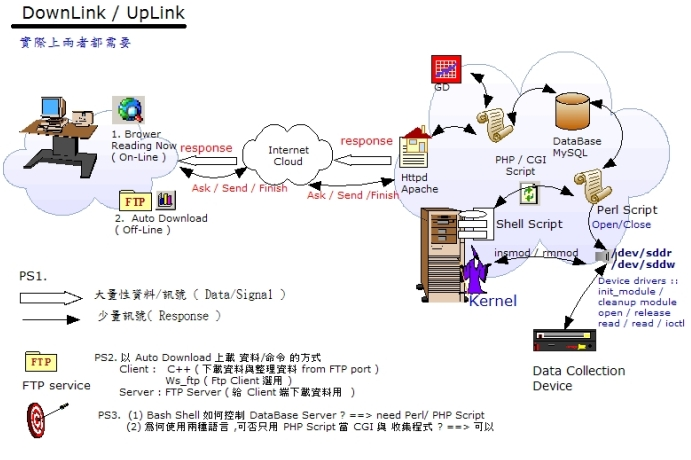 DownLink / UpLink
實際上兩者都需要
GD
1. Brower
Reading Now
( On-Line )
response
Internet
Cloud
response
Httpd
Apache
PHP / CGI
Script
DataBase
MySQL
Ask / Send / Finish
Ask / Send /Finish
FTP
2. Auto Download
( Off-Line )
Perl Script
Open/Close
Shell Script
insmod / rmmod
/dev/sddr
/dev/sddw
Kernel
Device drivers ::
init_module /
cleanup module
open / release
read / read / ioctl
PS1.
大量性資料/訊號 ( Data/Signal )
少量訊號( Response )
Data Collection
Device
FTP
FTP service
PS2. 以 Auto Download 上載 資料/命令 的方式
Client : C++ ( 下載資料與整理資料 from FTP port )
Ws_ftp ( Ftp Client 選用 )
Server : FTP Server ( 給 Client 端下載資料用 )
PS3. (1) Bash Shell 如何控制 DataBase Server ? ==> need Perl/ PHP Script
(2) 為何使用兩種語言 ,可否只用 PHP Script 當 CGI 與 收集程式 ? ==> 可以